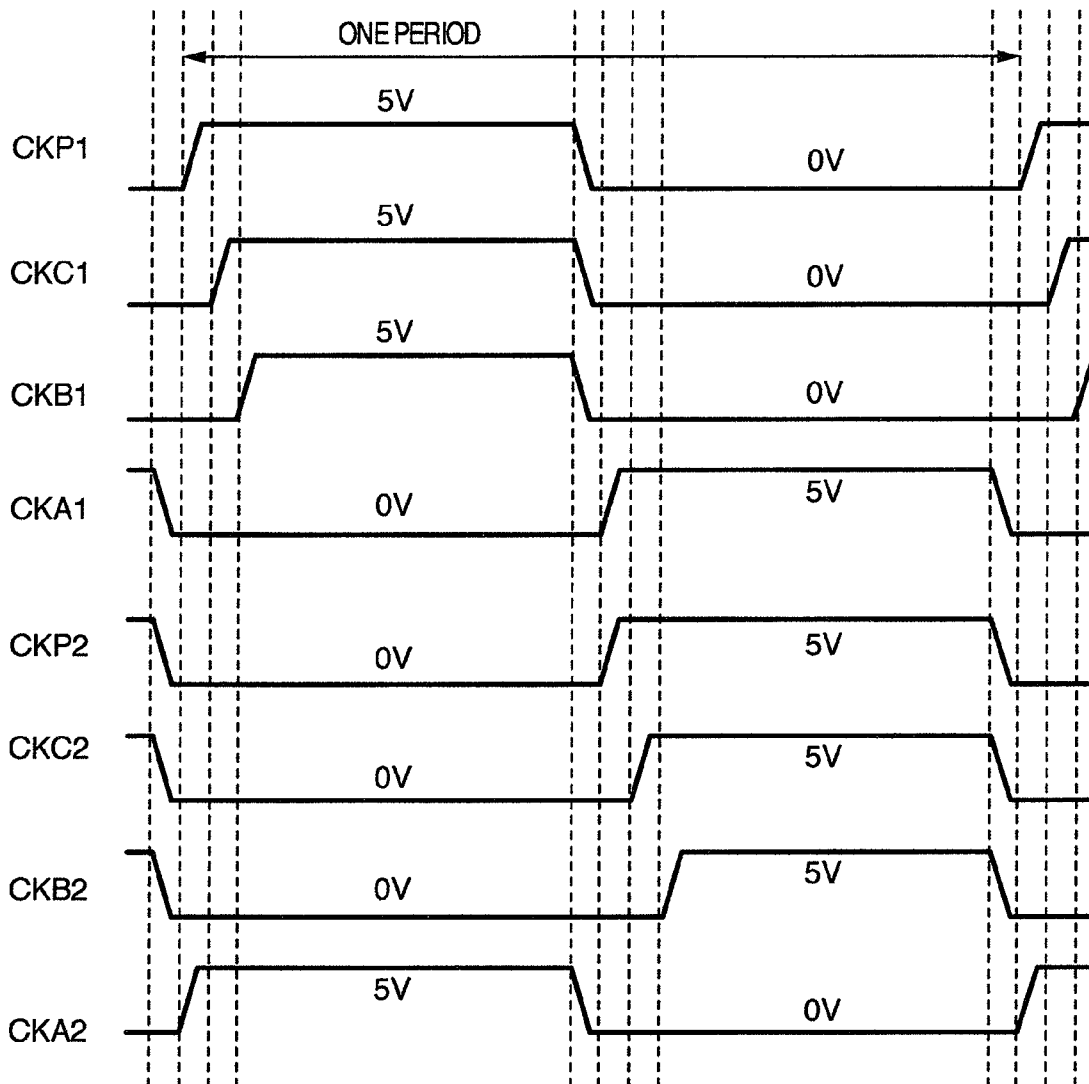 ONE PERIOD
5V
CKP1
0V
5V
CKC1
0V
5V
CKB1
0V
CKA1
0V
5V
CKP2
0V
5V
CKC2
0V
5V
CKB2
0V
5V
CKA2
5V
0V